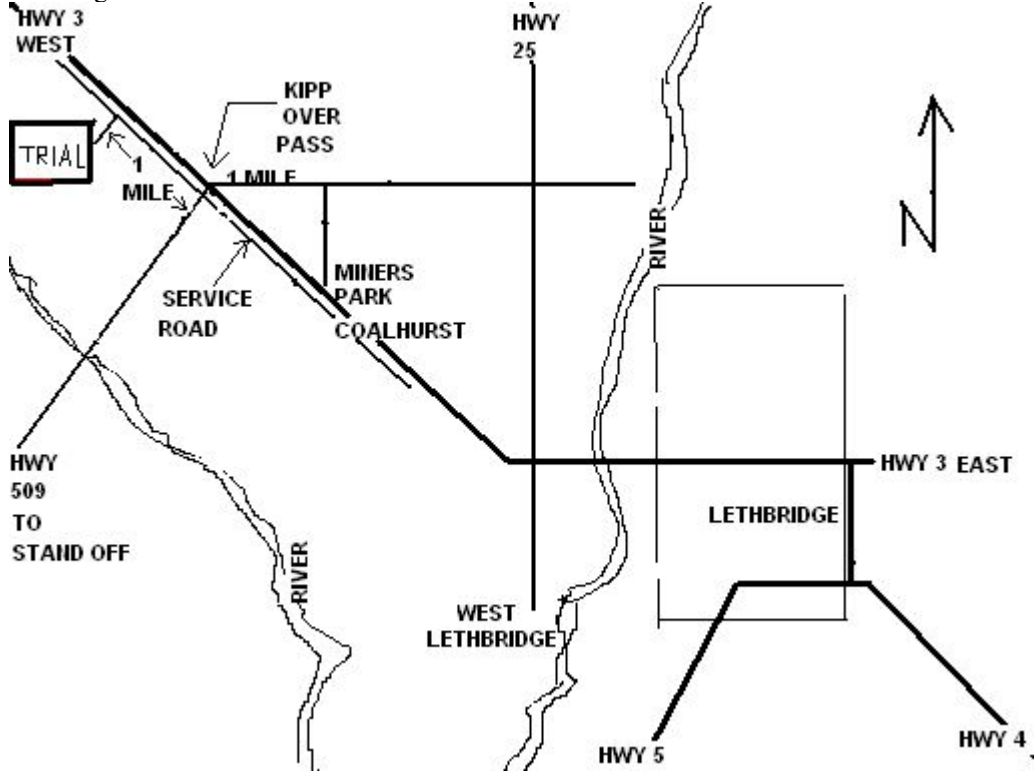 HWY 3
WEST
HWY
25
KIPP
OVER
PASS
TRIAL
1
MILE
1 MILE
RIVER
N
MINERS
PARK
SERVICE
ROAD
COALHURST
HWY
509
TO
STAND OFF
HWY 3 EAST
LETHBRIDGE
RIVER
WEST
LETHBRIDGE
HWY 5
HWY 4